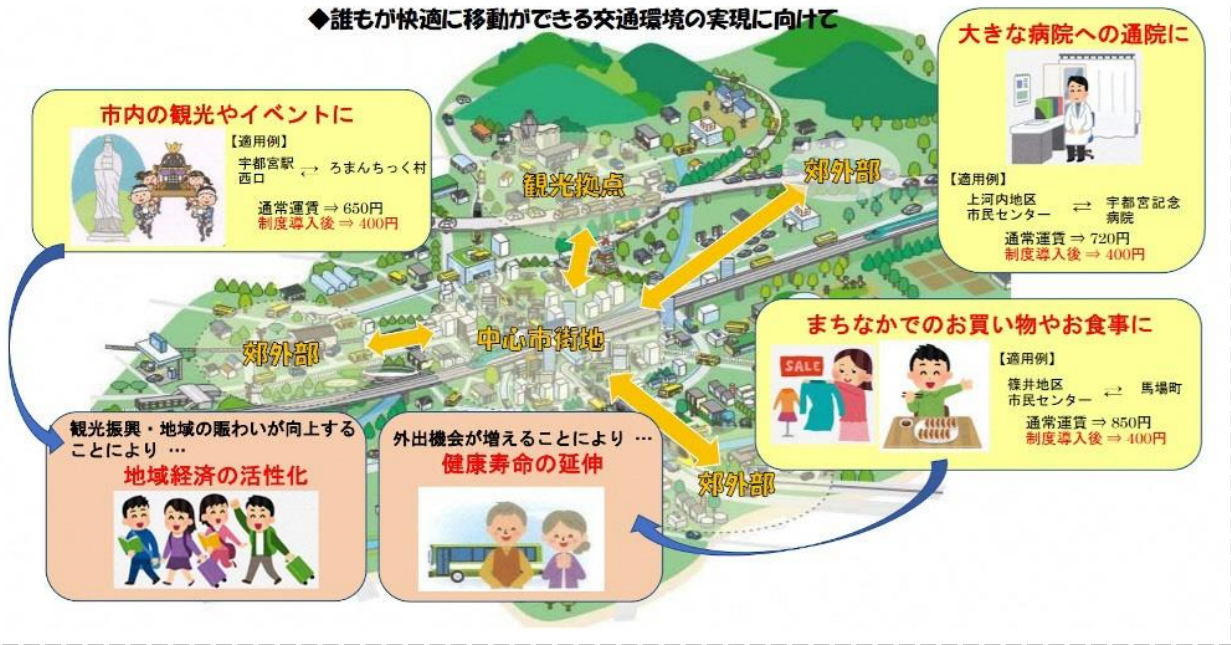 ◆誰もが快適に移動ができる交通環境の実現に向けて
市内の観光やイベントに
【適用例】
宇都宮駅
西口
↔ ろまんちっく村
通常運賃 ⇒ 650円
制度導入後 ⇒ 400円
大きな病院への通院に
【適用例】
上河内地区
市民センター
⇄
宇都宮記念
病院
通常運賃 ⇒ 720円
制度導入後 ⇒ 400円
観光拠点
郊外部
郊外部
中心市街地
郊外部
まちなかでのお買い物やお食事に
SALE
【適用例】
篠井地区
市民センター
⇄ 馬場町
通常運賃 ⇒ 850円
制度導入後 ⇒ 400円
観光振興・地域の賑わいが向上する
ことにより …
地域経済の活性化
外出機会が増えることにより …
健康寿命の延伸